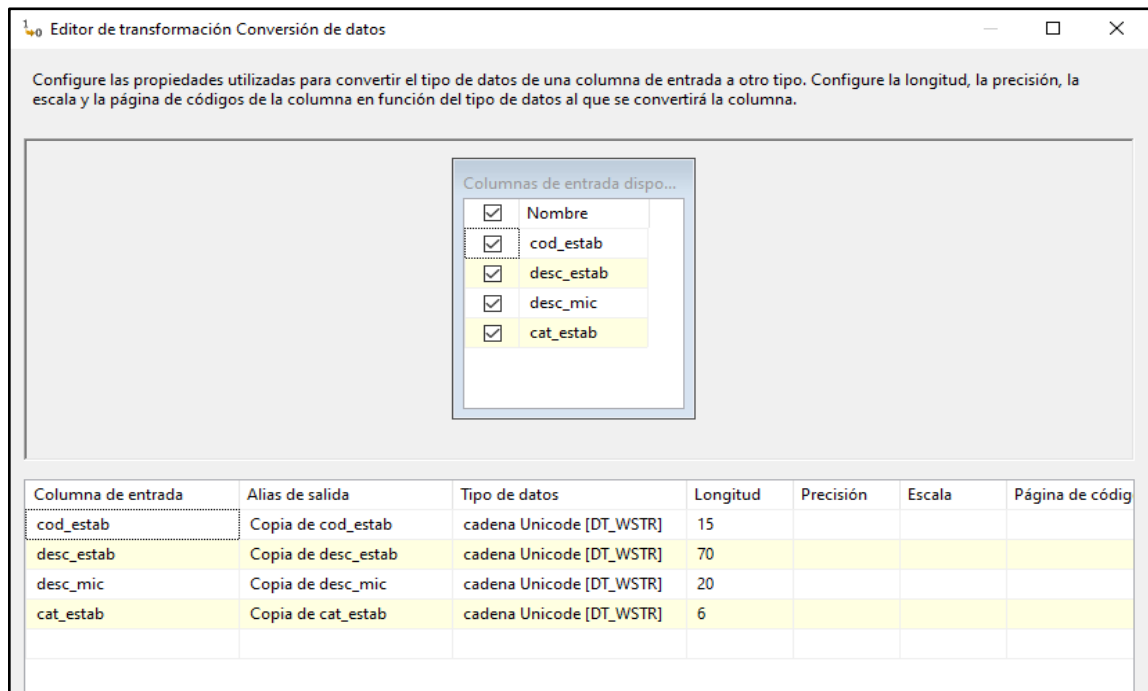 Editor de transformación Conversión de datos
Configure las propiedades utilizadas para convertir el tipo de datos de una columna de entrada a otro tipo. Configure la longitud, la precisión, la
escala y la página de códigos de la columna en función del tipo de datos al que se convertirá la columna.
Columnas de entrada dispo...
Nombre
cod_estab
desc_estab
desc_mic
cat_estab
Columna de entrada Alias de salida Tipo de datos Longitud Precisión Escala Página de códig
cod_estab Copia de cod_estab cadena Unicode [DT_WSTR] 15
desc_estab Copia de desc_estab cadena Unicode [DT_WSTR] 70
desc_mic Copia de desc_mic cadena Unicode [DT_WSTR] 20
cat_estab Copia de cat_estab cadena Unicode [DT_WSTR] 6